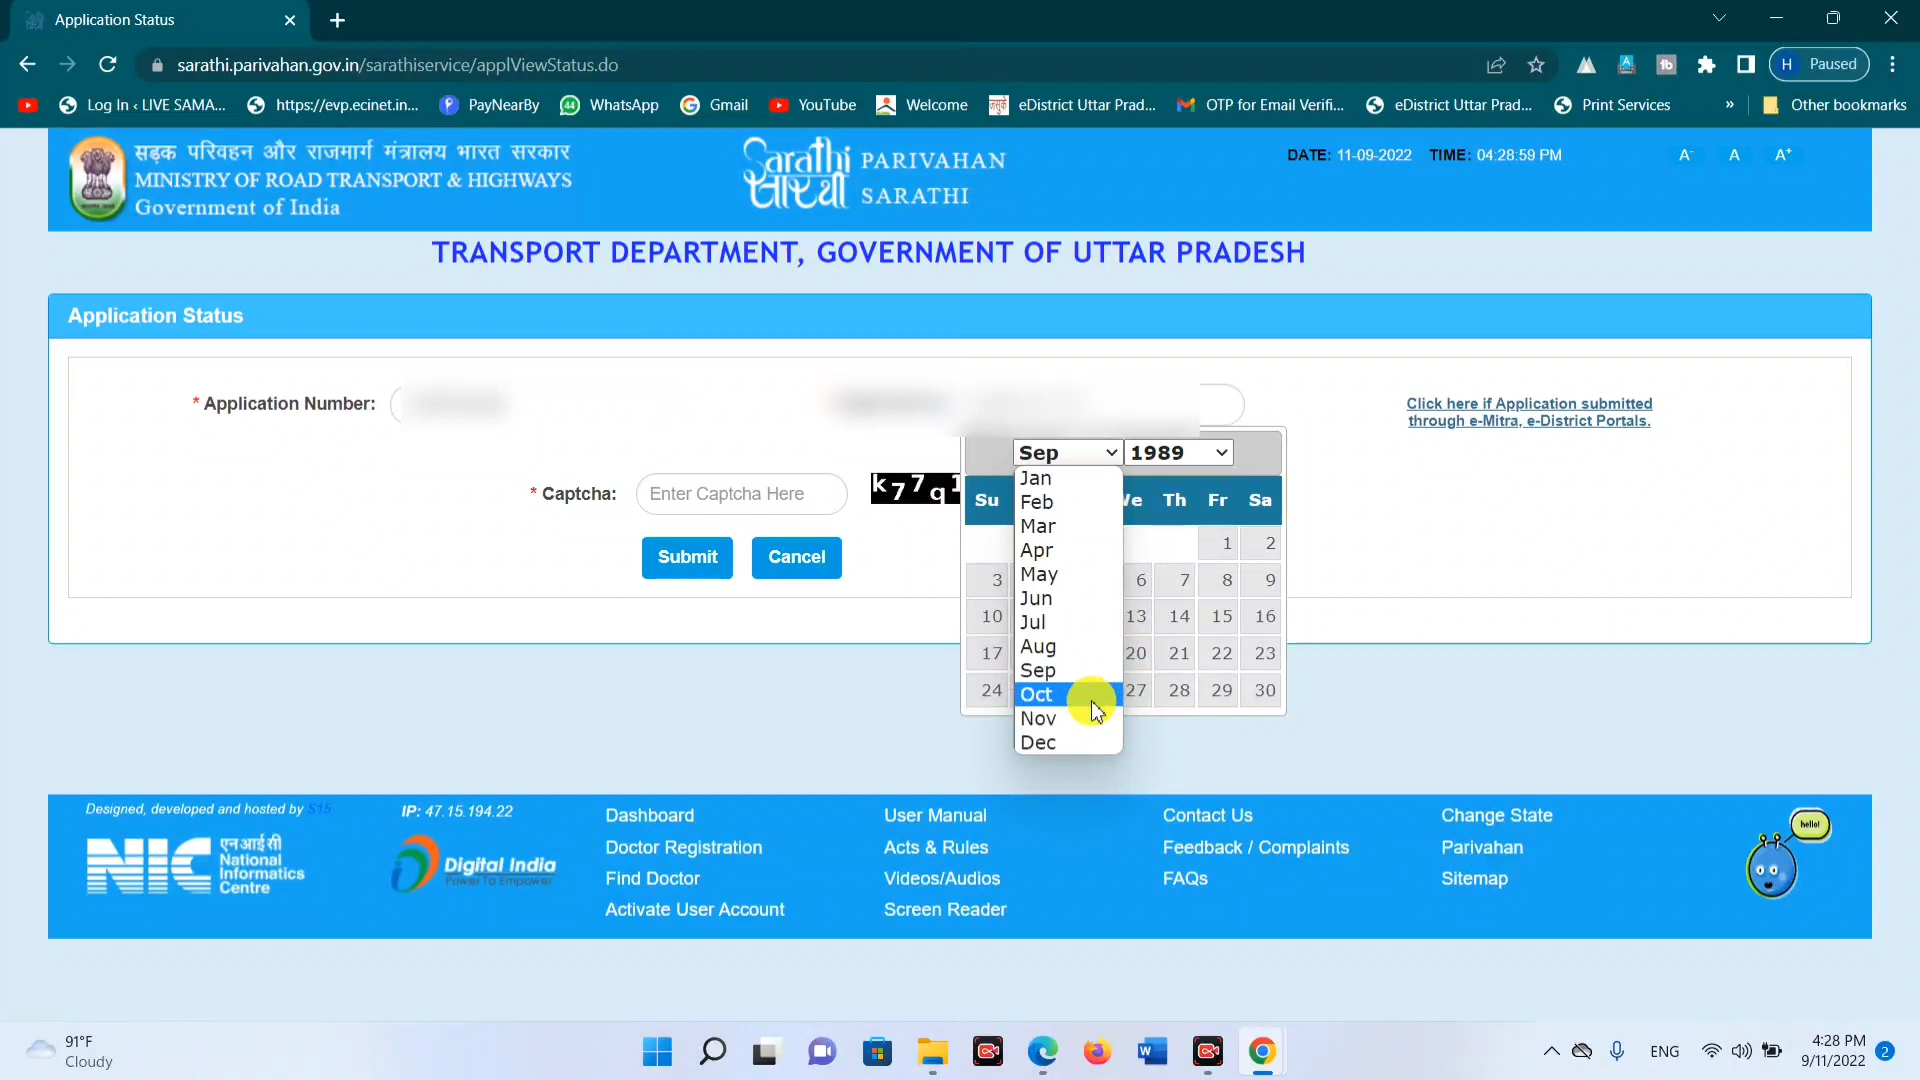 Application Status
sarathi.parivahan.gov.in/sarathiservice/applViewStatus.do
H Paused
Log In ‹ LIVE SAMA...
https://evp.ecinet.in...
PayNearBy
44 WhatsApp
Gmail
YouTube
Welcome
eDistrict Uttar Prad...
OTP for Email Verifi...
eDistrict Uttar Prad...
Print Services
»
Other bookmarks
सड़क परिवहन और राजमार्ग मंत्रालय भारत सरकार
MINISTRY OF ROAD TRANSPORT & HIGHWAYS
Government of India
Sarathi
सारथी
PARIVAHAN
SARATHI
DATE: 11-09-2022 TIME: 04:28:59 PM
A- A A+
TRANSPORT DEPARTMENT, GOVERNMENT OF UTTAR PRADESH
Application Status
* Application Number:
Click here if Application submitted
through e-Mitra, e-District Portals.
* Captcha:
Enter Captcha Here
k77q1
Submit
Cancel
Sep 1989
Su We Th Fr Sa
1 2
3 6 7 8 9
10 13 14 15 16
17 20 21 22 23
24 27 28 29 30
Jan
Feb
Mar
Apr
May
Jun
Jul
Aug
Sep
Oct
Nov
Dec
Designed, developed and hosted by S15
NIC
एनआईसी
National
Informatics
Centre
IP: 47.15.194.22
Digital India
Power To Empower
Dashboard
Doctor Registration
Find Doctor
Activate User Account
User Manual
Acts & Rules
Videos/Audios
Screen Reader
Contact Us
Feedback / Complaints
FAQs
Change State
Parivahan
Sitemap
hello!
91°F
Cloudy
ENG
4:28 PM
9/11/2022
2